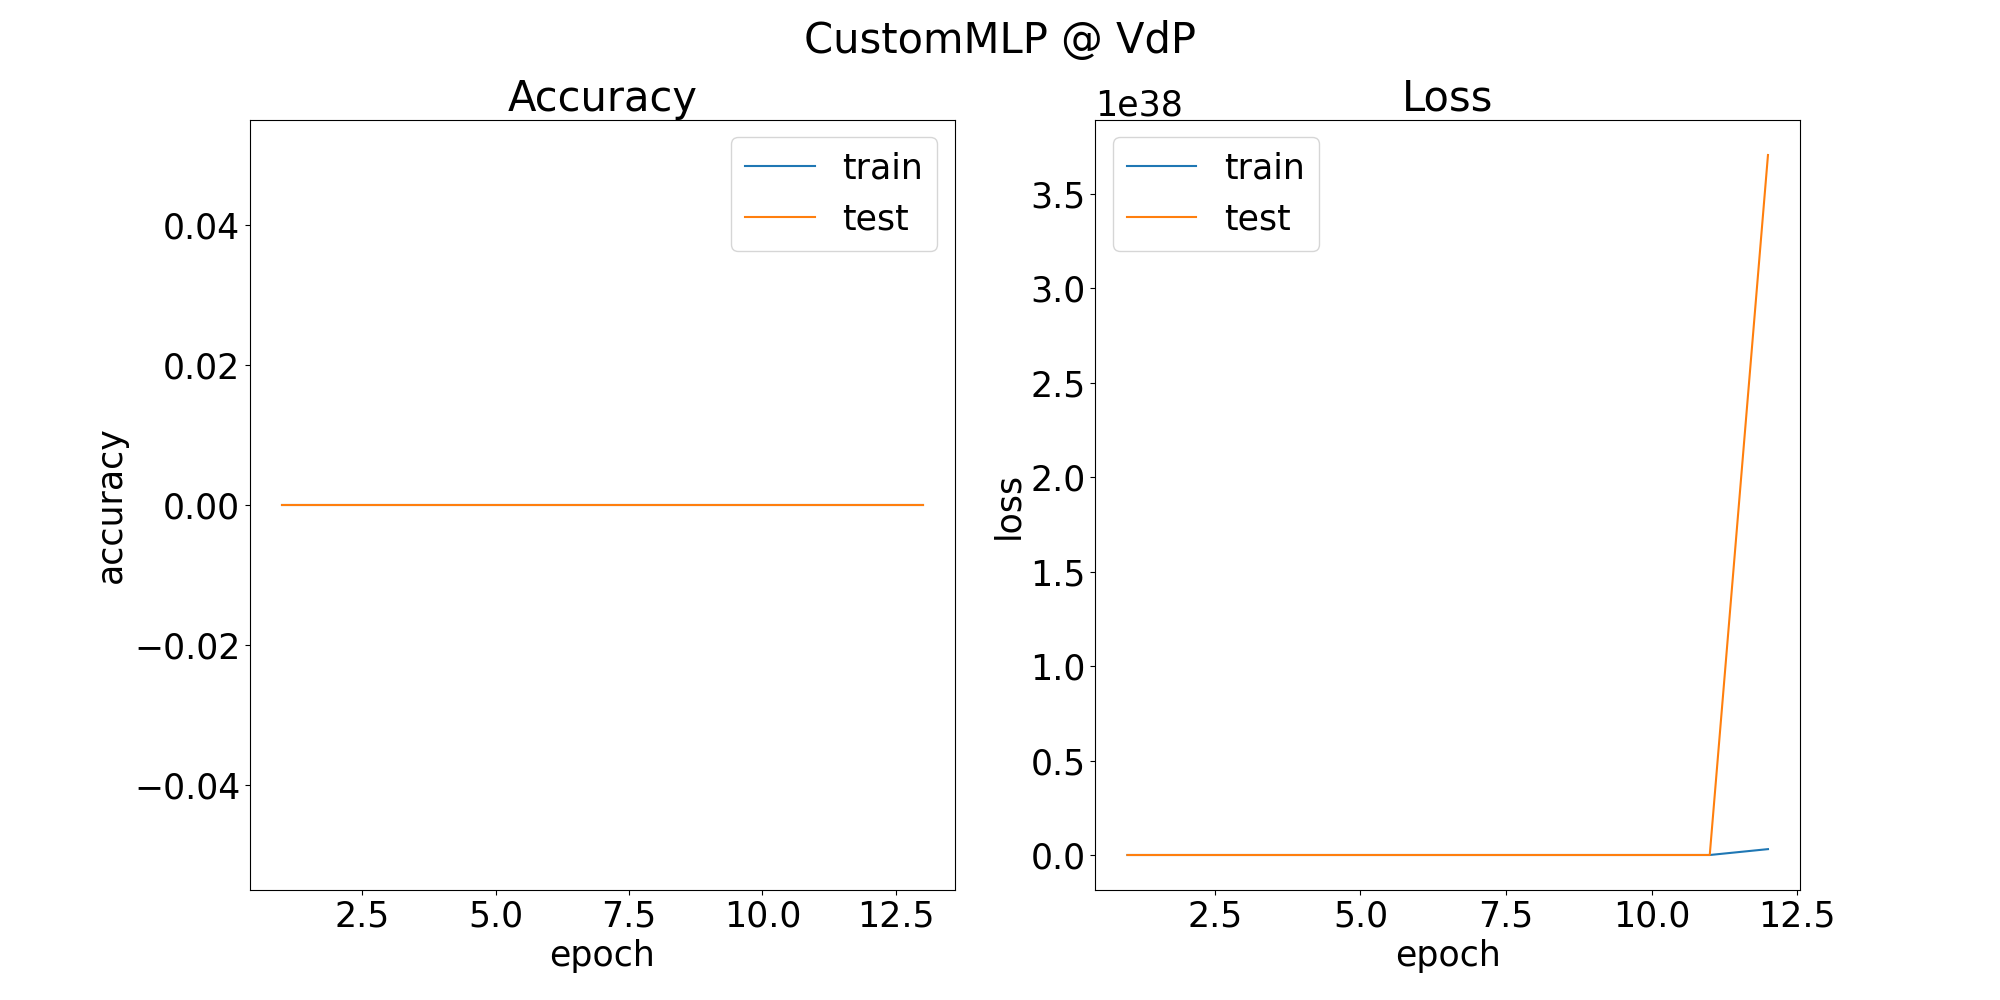 CustomMLP @ VdP
Accuracy
train
test
0.04
0.02
0.00
−0.02
−0.04
accuracy
2.5 5.0 7.5 10.0 12.5
epoch
Loss
1e38
train
test
3.5
3.0
2.5
2.0
1.5
1.0
0.5
0.0
loss
2.5 5.0 7.5 10.0 12.5
epoch